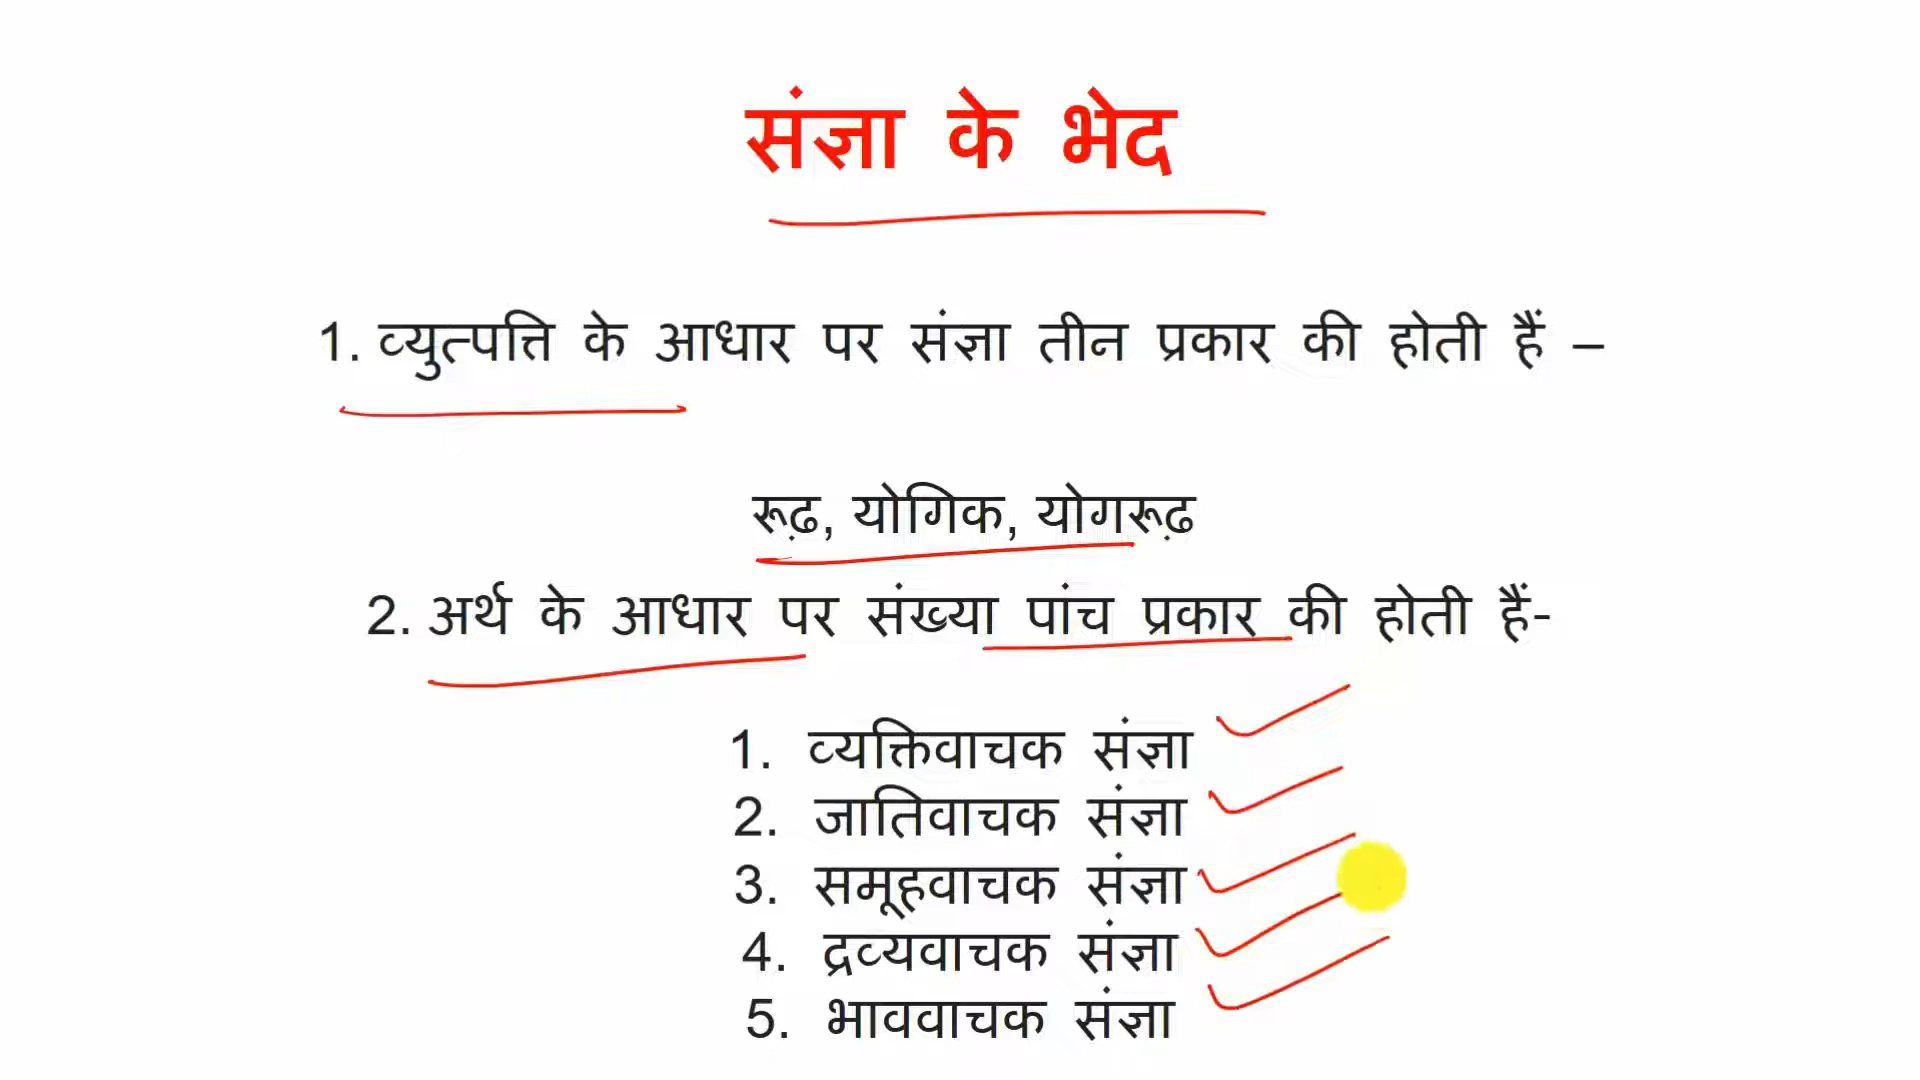 संज्ञा के भेद
1. व्युत्पत्ति के आधार पर संज्ञा तीन प्रकार की होती हैं –
रूढ़, योगिक, योगरूढ़
2. अर्थ के आधार पर संख्या पांच प्रकार की होती हैं-
1. व्यक्तिवाचक संज्ञा
2. जातिवाचक संज्ञा
3. समूहवाचक संज्ञा
4. द्रव्यवाचक संज्ञा
5. भाववाचक संज्ञा